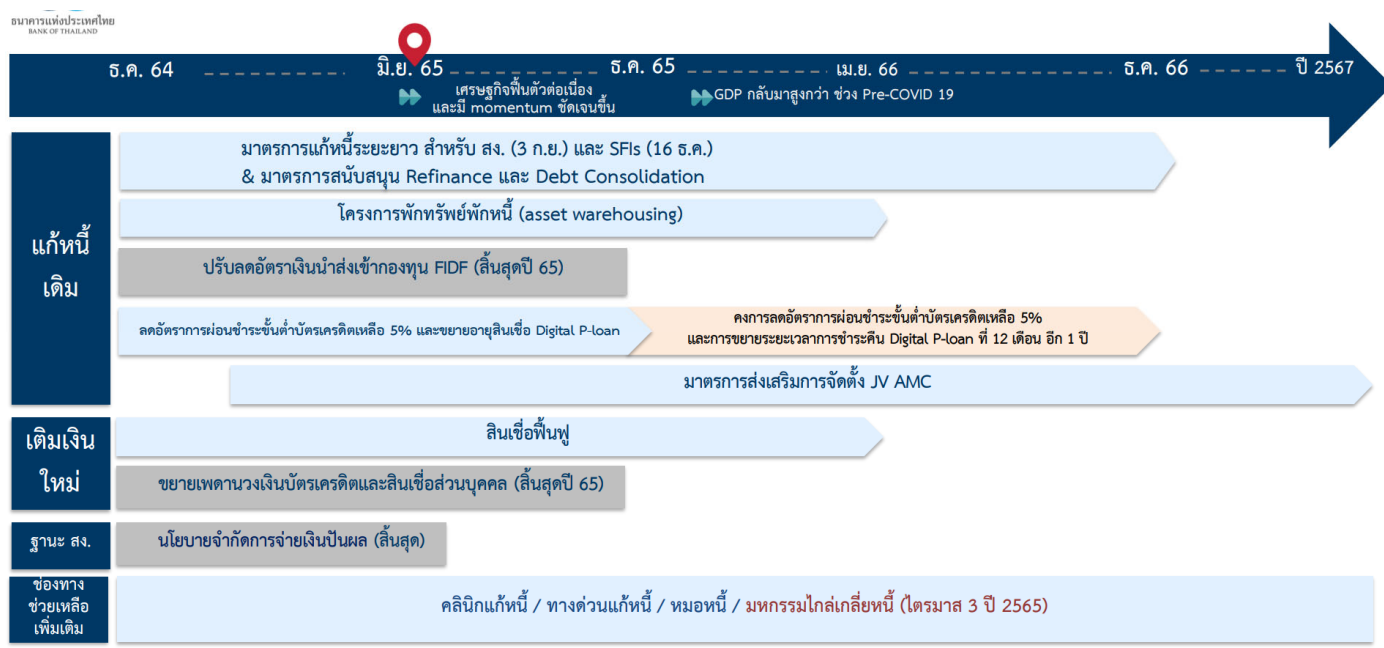 ธนาคารแห่งประเทศไทย
BANK OF THAILAND
ธ.ค. 64
มิ.ย. 65
ธ.ค. 65
เม.ย. 66
ธ.ค. 66
ปี 2567
เศรษฐกิจฟื้นตัวต่อเนื่อง
และมี momentum ชัดเจนขึ้น
GDP กลับมาสูงกว่า ช่วง Pre-COVID 19
แก้หนี้
เดิม
มาตรการแก้หนี้ระยะยาว สำหรับ สง. (3 ก.ย.) และ SFIs (16 ธ.ค.)
& มาตรการสนับสนุน Refinance และ Debt Consolidation
โครงการพักทรัพย์พักหนี้ (asset warehousing)
ปรับลดอัตราเงินนำส่งเข้ากองทุน FIDF (สิ้นสุดปี 65)
ลดอัตราการผ่อนชำระขั้นต่ำบัตรเครดิตเหลือ 5% และขยายอายุสินเชื่อ Digital P-loan
คงการลดอัตราการผ่อนชำระขั้นต่ำบัตรเครดิตเหลือ 5%
และการขยายระยะเวลาการชำระคืน Digital P-loan ที่ 12 เดือน อีก 1 ปี
มาตรการส่งเสริมการจัดตั้ง JV AMC
เติมเงิน
ใหม่
สินเชื่อฟื้นฟู
ขยายเพดานวงเงินบัตรเครดิตและสินเชื่อส่วนบุคคล (สิ้นสุดปี 65)
ฐานะ สง.
นโยบายจำกัดการจ่ายเงินปันผล (สิ้นสุด)
ช่องทาง
ช่วยเหลือ
เพิ่มเติม
คลินิกแก้หนี้ / ทางด่วนแก้หนี้ / หมอหนี้ / มหกรรมไกล่เกลี่ยหนี้ (ไตรมาส 3 ปี 2565)